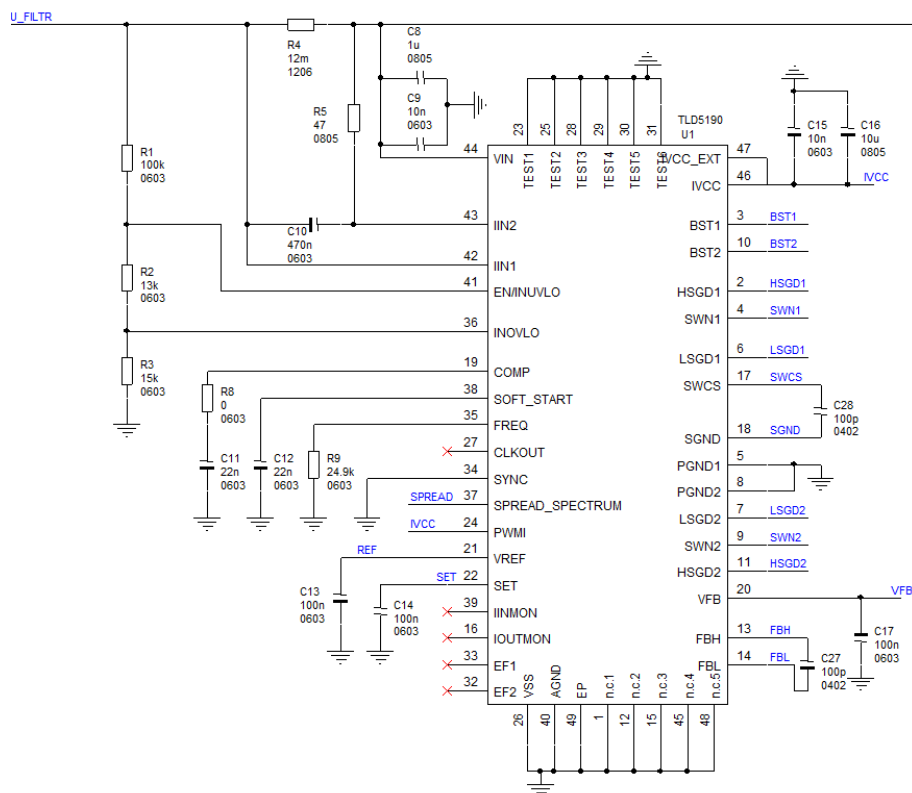 U_FILTR
R4
12m
1206
C8
1u
0805
R5
47
0805
C9
10n
0603
23
25
28
29
30
31
TLD5190
U1
TEST1
TEST2
TEST3
TEST4
TEST5
TEST6
C15
10n
0603
C16
10u
0805
R1
100k
0603
44
VIN
IVCC_EXT
47
IVCC
46
IVCC
C10
470n
0603
43
IIN2
BST1
3
BST1
BST2
10
BST2
42
IIN1
R2
13k
0603
41
EN/INUVLO
HSGD1
2
HSGD1
SWN1
4
SWN1
36
INOVLO
R3
15k
0603
LSGD1
6
LSGD1
19
COMP
SWCS
17
SWCS
R8
0
0603
38
SOFT_START
C28
100p
0402
35
FREQ
SGND
18
SGND
27
CLKOUT
C11
22n
0603
C12
22n
0603
R9
24.9k
0603
PGND1
5
34
SYNC
PGND2
8
SPREAD
37
SPREAD_SPECTRUM
LSGD2
7
LSGD2
IVCC
24
PWMI
SWN2
9
SWN2
REF
21
VREF
HSGD2
11
HSGD2
SET
22
SET
VFB
20
VFB
C13
100n
0603
C14
100n
0603
39
IINMON
C17
100n
0603
16
IOUTMON
FBH
13
FBH
33
EF1
FBL
14
FBL
C27
100p
0402
32
EF2
VSS
AGND
EP
n.c.1
n.c.2
n.c.3
n.c.4
n.c.5
26
40
49
1
12
15
45
48